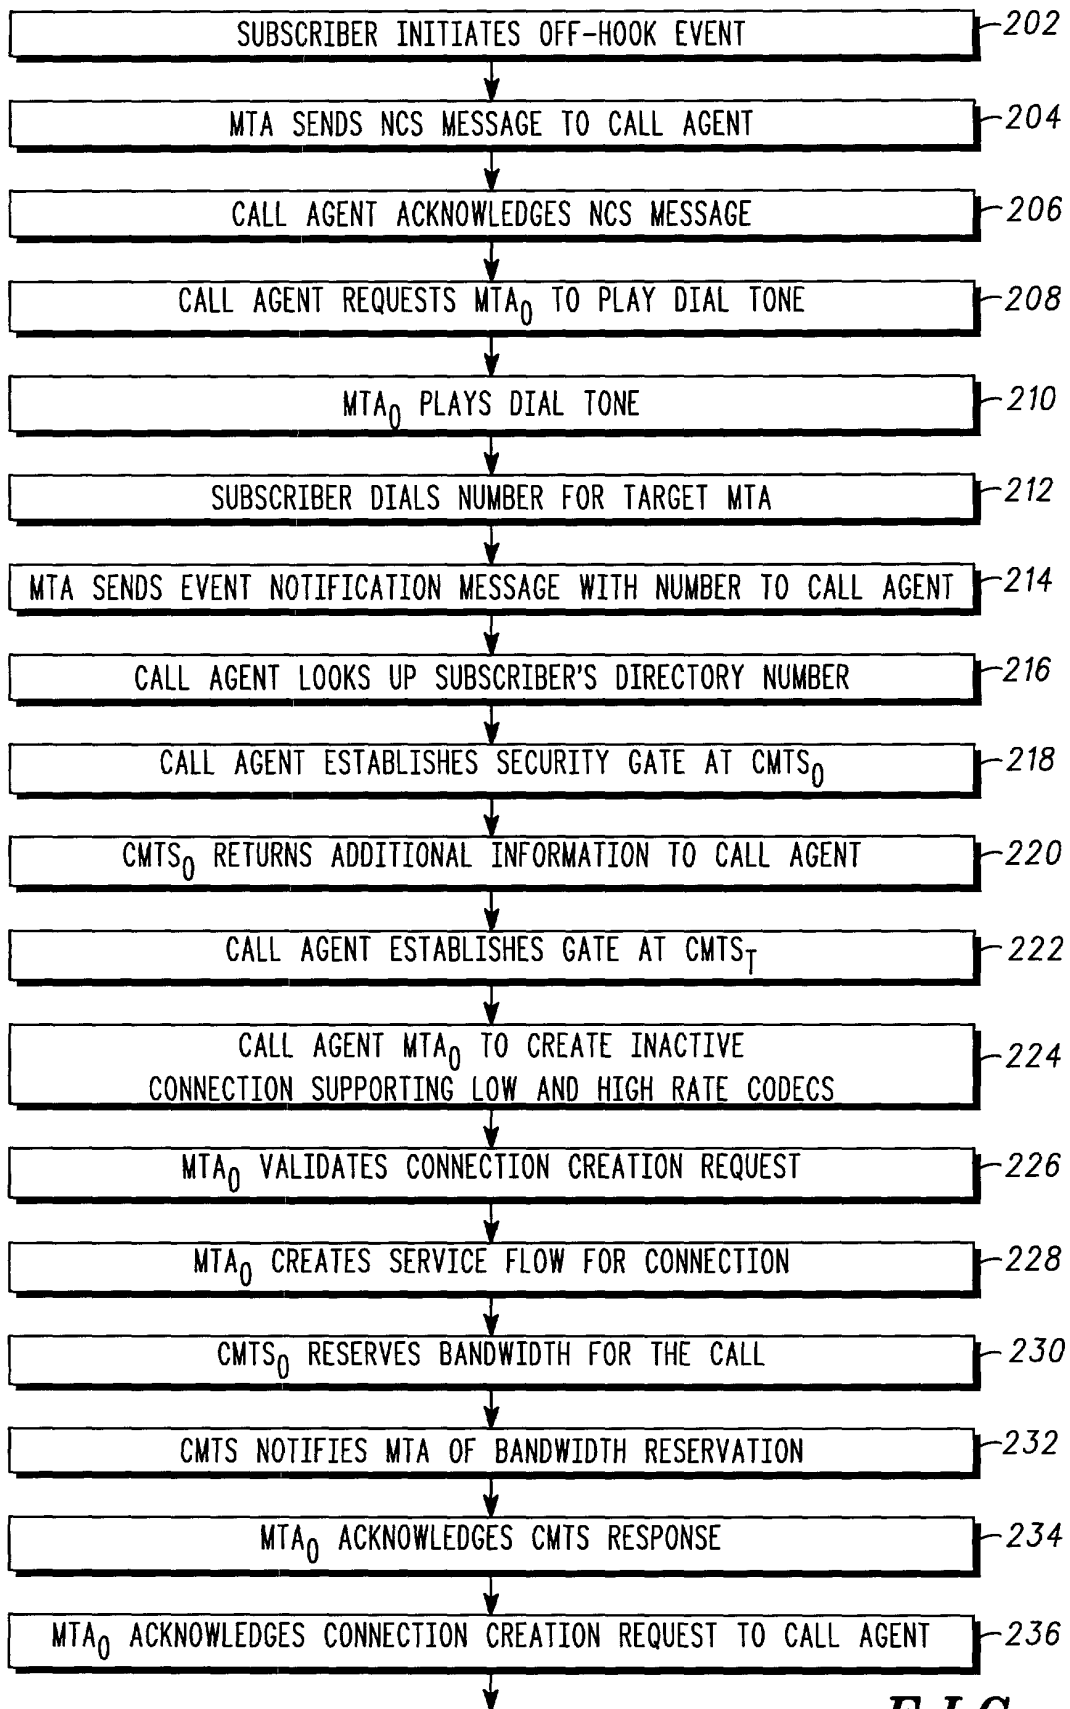 SUBSCRIBER INITIATES OFF-HOOK EVENT 202
MTA SENDS NCS MESSAGE TO CALL AGENT 204
CALL AGENT ACKNOWLEDGES NCS MESSAGE 206
CALL AGENT REQUESTS MTA0 TO PLAY DIAL TONE 208
MTA0 PLAYS DIAL TONE 210
SUBSCRIBER DIALS NUMBER FOR TARGET MTA 212
MTA SENDS EVENT NOTIFICATION MESSAGE WITH NUMBER TO CALL AGENT 214
CALL AGENT LOOKS UP SUBSCRIBER'S DIRECTORY NUMBER 216
CALL AGENT ESTABLISHES SECURITY GATE AT CMTS0 218
CMTS0 RETURNS ADDITIONAL INFORMATION TO CALL AGENT 220
CALL AGENT ESTABLISHES GATE AT CMTST 222
CALL AGENT MTA0 TO CREATE INACTIVE
CONNECTION SUPPORTING LOW AND HIGH RATE CODECS 224
MTA0 VALIDATES CONNECTION CREATION REQUEST 226
MTA0 CREATES SERVICE FLOW FOR CONNECTION 228
CMTS0 RESERVES BANDWIDTH FOR THE CALL 230
CMTS NOTIFIES MTA OF BANDWIDTH RESERVATION 232
MTA0 ACKNOWLEDGES CMTS RESPONSE 234
MTA0 ACKNOWLEDGES CONNECTION CREATION REQUEST TO CALL AGENT 236